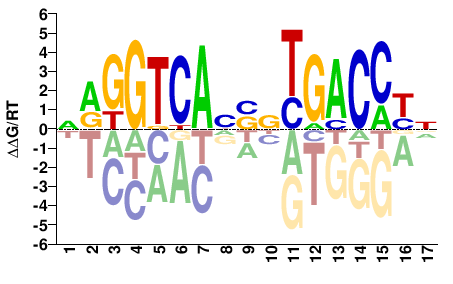 ΔΔG/RT
6
5
4
3
2
1
0
-1
-2
-3
-4
-5
-6
A A G G T C A C C G T G A C C T T
G T G C A C A C
T T C A T C T A G C C A C T T T A A
C T A A C A G T G G G
C G
1 2 3 4 5 6 7 8 9 10 11 12 13 14 15 16 17